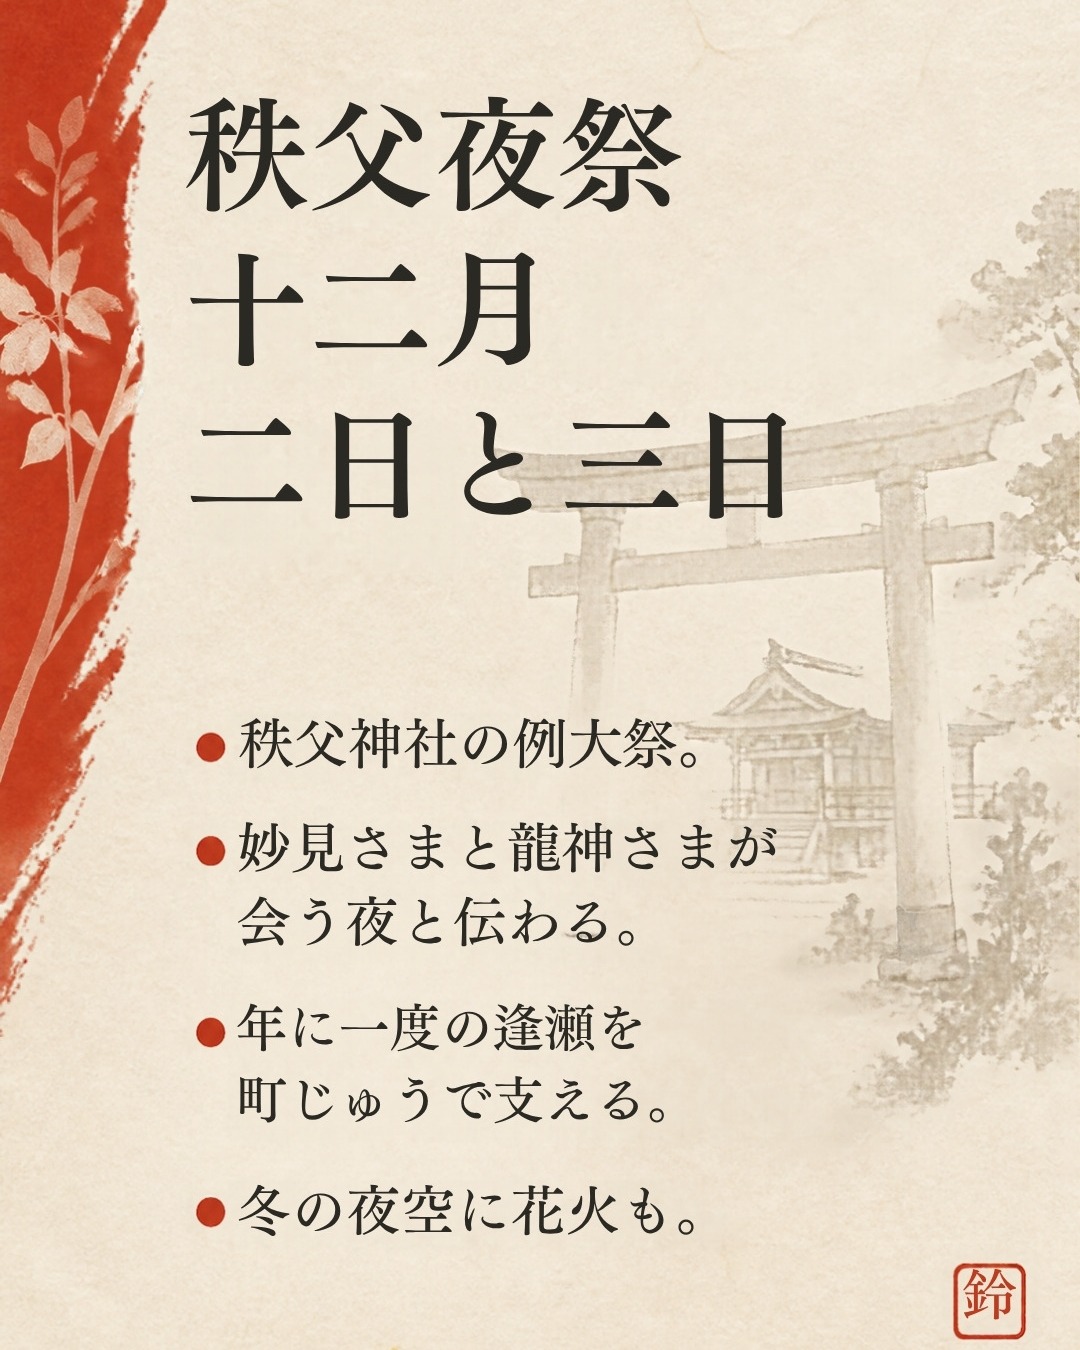 秩父夜祭
十二月
二日と三日
秩父神社の例大祭。
妙見さまと龍神さまが
会う夜と伝わる。
年に一度の逢瀬を
町じゅうで支える。
冬の夜空に花火も。
鈴